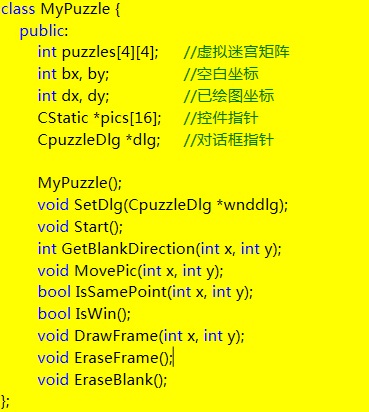 class MyPuzzle {
public:
int puzzles[4][4]; //虚拟迷宫矩阵
int bx, by; //空白坐标
int dx, dy; //已绘图坐标
CStatic *pics[16]; //控件指针
CpuzzleDlg *dlg; //对话框指针
MyPuzzle();
void SetDlg(CpuzzleDlg *wnddlg);
void Start();
int GetBlankDirection(int x, int y);
void MovePic(int x, int y);
bool IsSamePoint(int x, int y);
bool IsWin();
void DrawFrame(int x, int y);
void EraseFrame();
void EraseBlank();
};